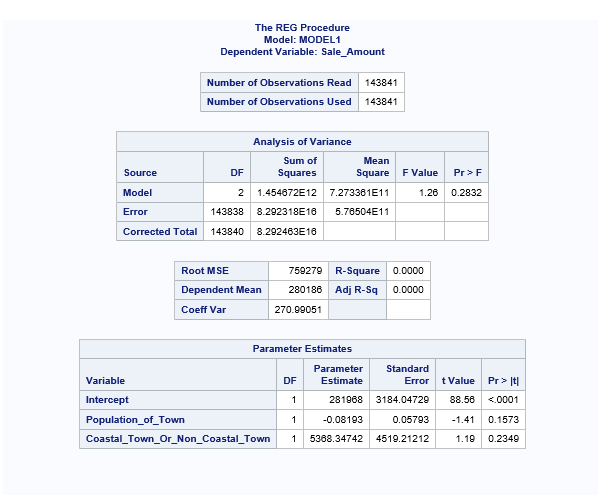 The REG Procedure
Model: MODEL1
Dependent Variable: Sale_Amount
Number of Observations Read 143841
Number of Observations Used 143841
Analysis of Variance
Source DF Sum of Squares Mean Square F Value Pr > F
Model 2 1.454672E12 7.273361E11 1.26 0.2832
Error 143838 8.292318E16 5.76504E11
Corrected Total 143840 8.292463E16
Root MSE 759279 R-Square 0.0000
Dependent Mean 280186 Adj R-Sq 0.0000
Coeff Var 270.99051
Parameter Estimates
Variable DF Parameter Estimate Standard Error t Value Pr > |t|
Intercept 1 281968 3184.04729 88.56 <.0001
Population_of_Town 1 -0.08193 0.05793 -1.41 0.1573
Coastal_Town_Or_Non_Coastal_Town 1 5368.34742 4519.21212 1.19 0.2349